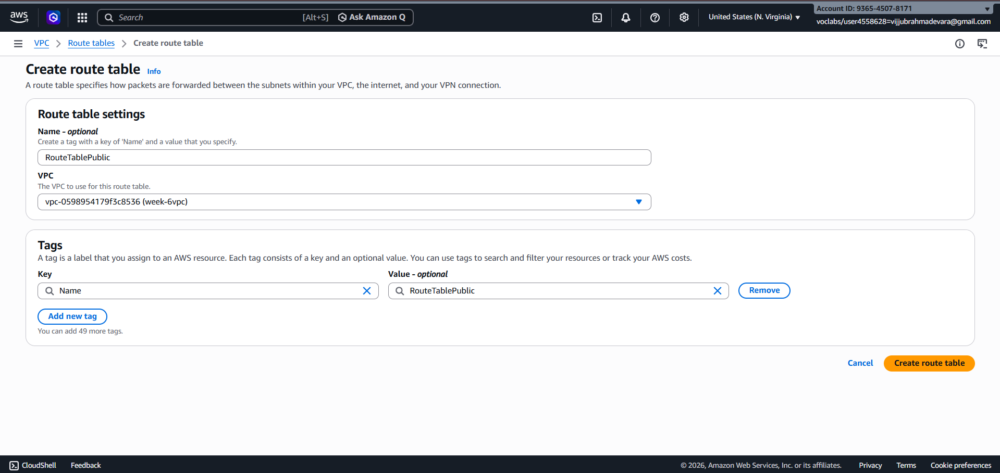 aws
Search [Alt+S] Ask Amazon Q
United States (N. Virginia)
Account ID: 9365-4507-8171
voclabs/user4558628=vijjubrahmadevara@gmail.com
VPC Route tables Create route table
Create route table Info
A route table specifies how packets are forwarded between the subnets within your VPC, the internet, and your VPN connection.
Route table settings
Name - optional
Create a tag with a key of 'Name' and a value that you specify.
RouteTablePublic
VPC
The VPC to use for this route table.
vpc-0598954179f3c8536 (week-6vpc)
Tags
A tag is a label that you assign to an AWS resource. Each tag consists of a key and an optional value. You can use tags to search and filter your resources or track your AWS costs.
Key Value - optional
Name RouteTablePublic Remove
Add new tag
You can add 49 more tags.
Cancel Create route table
CloudShell Feedback © 2026, Amazon Web Services, Inc. or its affiliates. Privacy Terms Cookie preferences